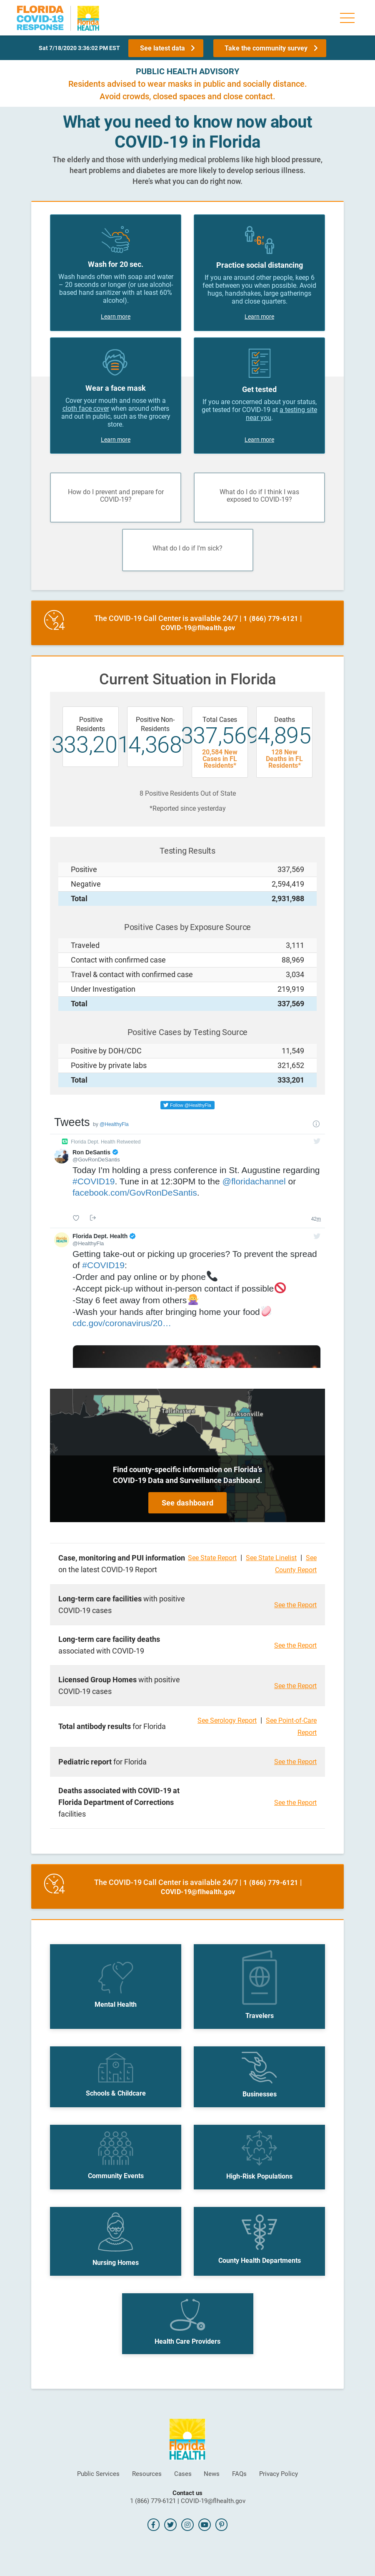 FLORIDA
COVID-19
RESPONSE
Florida
HEALTH
Sat 7/18/2020 3:36:02 PM EST
See latest data
Take the community survey
PUBLIC HEALTH ADVISORY
Residents advised to wear masks in public and socially distance.
Avoid crowds, closed spaces and close contact.
What you need to know now about
COVID-19 in Florida
The elderly and those with underlying medical problems like high blood pressure,
heart problems and diabetes are more likely to develop serious illness.
Here's what you can do right now.
Wash for 20 sec.
Wash hands often with soap and water
– 20 seconds or longer (or use alcohol-
based hand sanitizer with at least 60%
alcohol).
Learn more
6'
Practice social distancing
If you are around other people, keep 6
feet between you when possible. Avoid
hugs, handshakes, large gatherings
and close quarters.
Learn more
Wear a face mask
Cover your mouth and nose with a
cloth face cover when around others
and out in public, such as the grocery
store.
Learn more
Get tested
If you are concerned about your status,
get tested for COVID-19 at a testing site
near you.
Learn more
How do I prevent and prepare for
COVID-19?
What do I do if I think I was
exposed to COVID-19?
What do I do if I'm sick?
24
The COVID-19 Call Center is available 24/7 | 1 (866) 779-6121 |
COVID-19@flhealth.gov
Current Situation in Florida
Positive
Residents
333,201
Positive Non-
Residents
4,368
Total Cases
337,569
20,584 New
Cases in FL
Residents*
Deaths
4,895
128 New
Deaths in FL
Residents*
8 Positive Residents Out of State
*Reported since yesterday
Testing Results
Positive 337,569
Negative 2,594,419
Total 2,931,988
Positive Cases by Exposure Source
Traveled 3,111
Contact with confirmed case 88,969
Travel & contact with confirmed case 3,034
Under Investigation 219,919
Total 337,569
Positive Cases by Testing Source
Positive by DOH/CDC 11,549
Positive by private labs 321,652
Total 333,201
Follow @HealthyFla
Tweets by @HealthyFla
Florida Dept. Health Retweeted
Ron DeSantis
@GovRonDeSantis
Today I'm holding a press conference in St. Augustine regarding
#COVID19. Tune in at 12:30PM to the @floridachannel or
facebook.com/GovRonDeSantis.
42m
Florida Dept. Health
@HealthyFla
Getting take-out or picking up groceries? To prevent the spread
of #COVID19:
-Order and pay online or by phone📞
-Accept pick-up without in-person contact if possible🚫
-Stay 6 feet away from others🙅
-Wash your hands after bringing home your food🧼
cdc.gov/coronavirus/20…
Tallahassee
Jacksonville
Find county-specific information on Florida's
COVID-19 Data and Surveillance Dashboard.
See dashboard
Case, monitoring and PUI information
on the latest COVID-19 Report
See State Report | See State Linelist | See
County Report
Long-term care facilities with positive
COVID-19 cases
See the Report
Long-term care facility deaths
associated with COVID-19
See the Report
Licensed Group Homes with positive
COVID-19 cases
See the Report
Total antibody results for Florida
See Serology Report | See Point-of-Care
Report
Pediatric report for Florida
See the Report
Deaths associated with COVID-19 at
Florida Department of Corrections
facilities
See the Report
24
The COVID-19 Call Center is available 24/7 | 1 (866) 779-6121 |
COVID-19@flhealth.gov
Mental Health
Travelers
Schools & Childcare
Businesses
Community Events
High-Risk Populations
Nursing Homes
County Health Departments
Health Care Providers
Florida
HEALTH
Public Services Resources Cases News FAQs Privacy Policy
Contact us
1 (866) 779-6121 | COVID-19@flhealth.gov